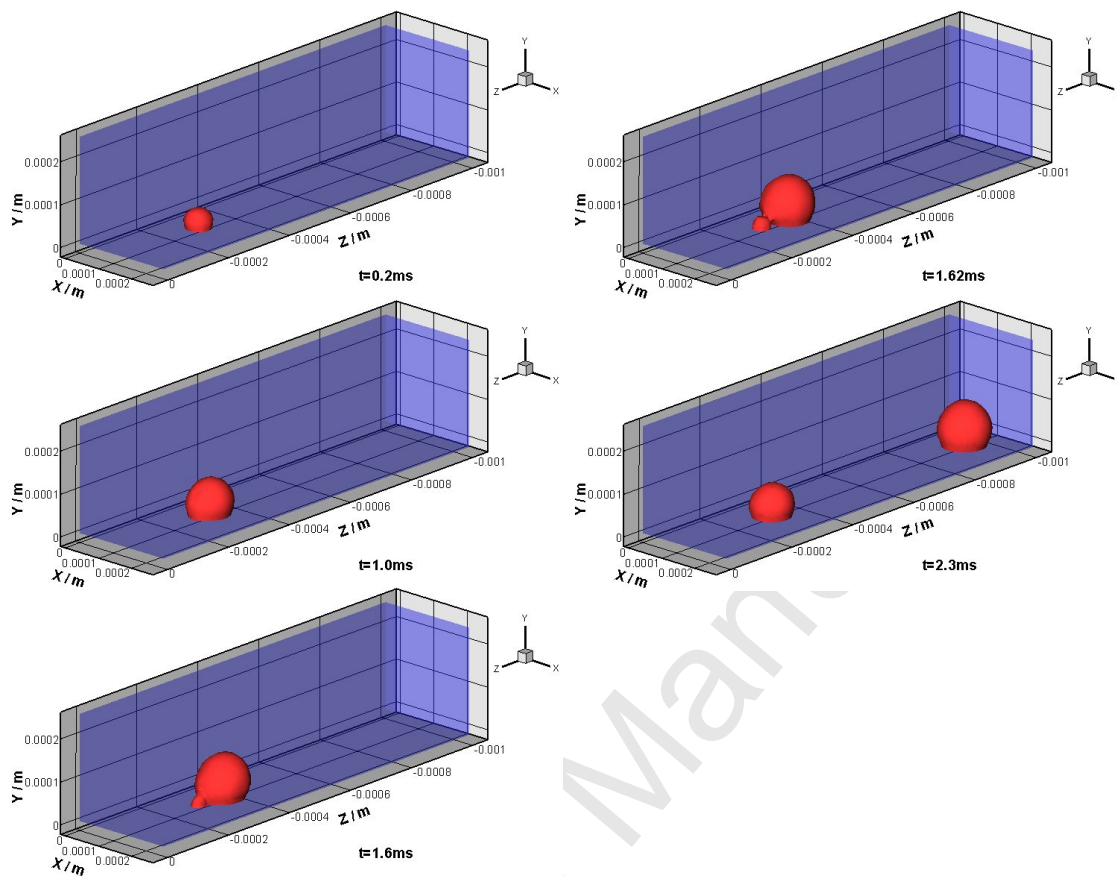 Y
Z
X
0.0002
0.0001
0
Y / m
0
0.0001
0.0002
X / m
0
-0.0002
-0.0004
-0.0006
-0.0008
-0.001
Z / m
t=0.2ms
Y
Z
0.0002
0.0001
0
Y / m
0
0.0001
0.0002
X / m
0
-0.0002
-0.0004
-0.0006
-0.0008
-0.001
Z / m
t=1.62ms
Y
Z
X
0.0002
0.0001
0
Y / m
0
0.0001
0.0002
X / m
0
-0.0002
-0.0004
-0.0006
-0.0008
-0.001
Z / m
t=1.0ms
Y
Z
0.0002
0.0001
0
Y / m
0
0.0001
0.0002
X / m
0
-0.0002
-0.0004
-0.0006
-0.0008
-0.001
Z / m
t=2.3ms
Y
Z
X
0.0002
0.0001
0
Y / m
0
0.0001
0.0002
X / m
0
-0.0002
-0.0004
-0.0006
-0.0008
-0.001
Z / m
t=1.6ms